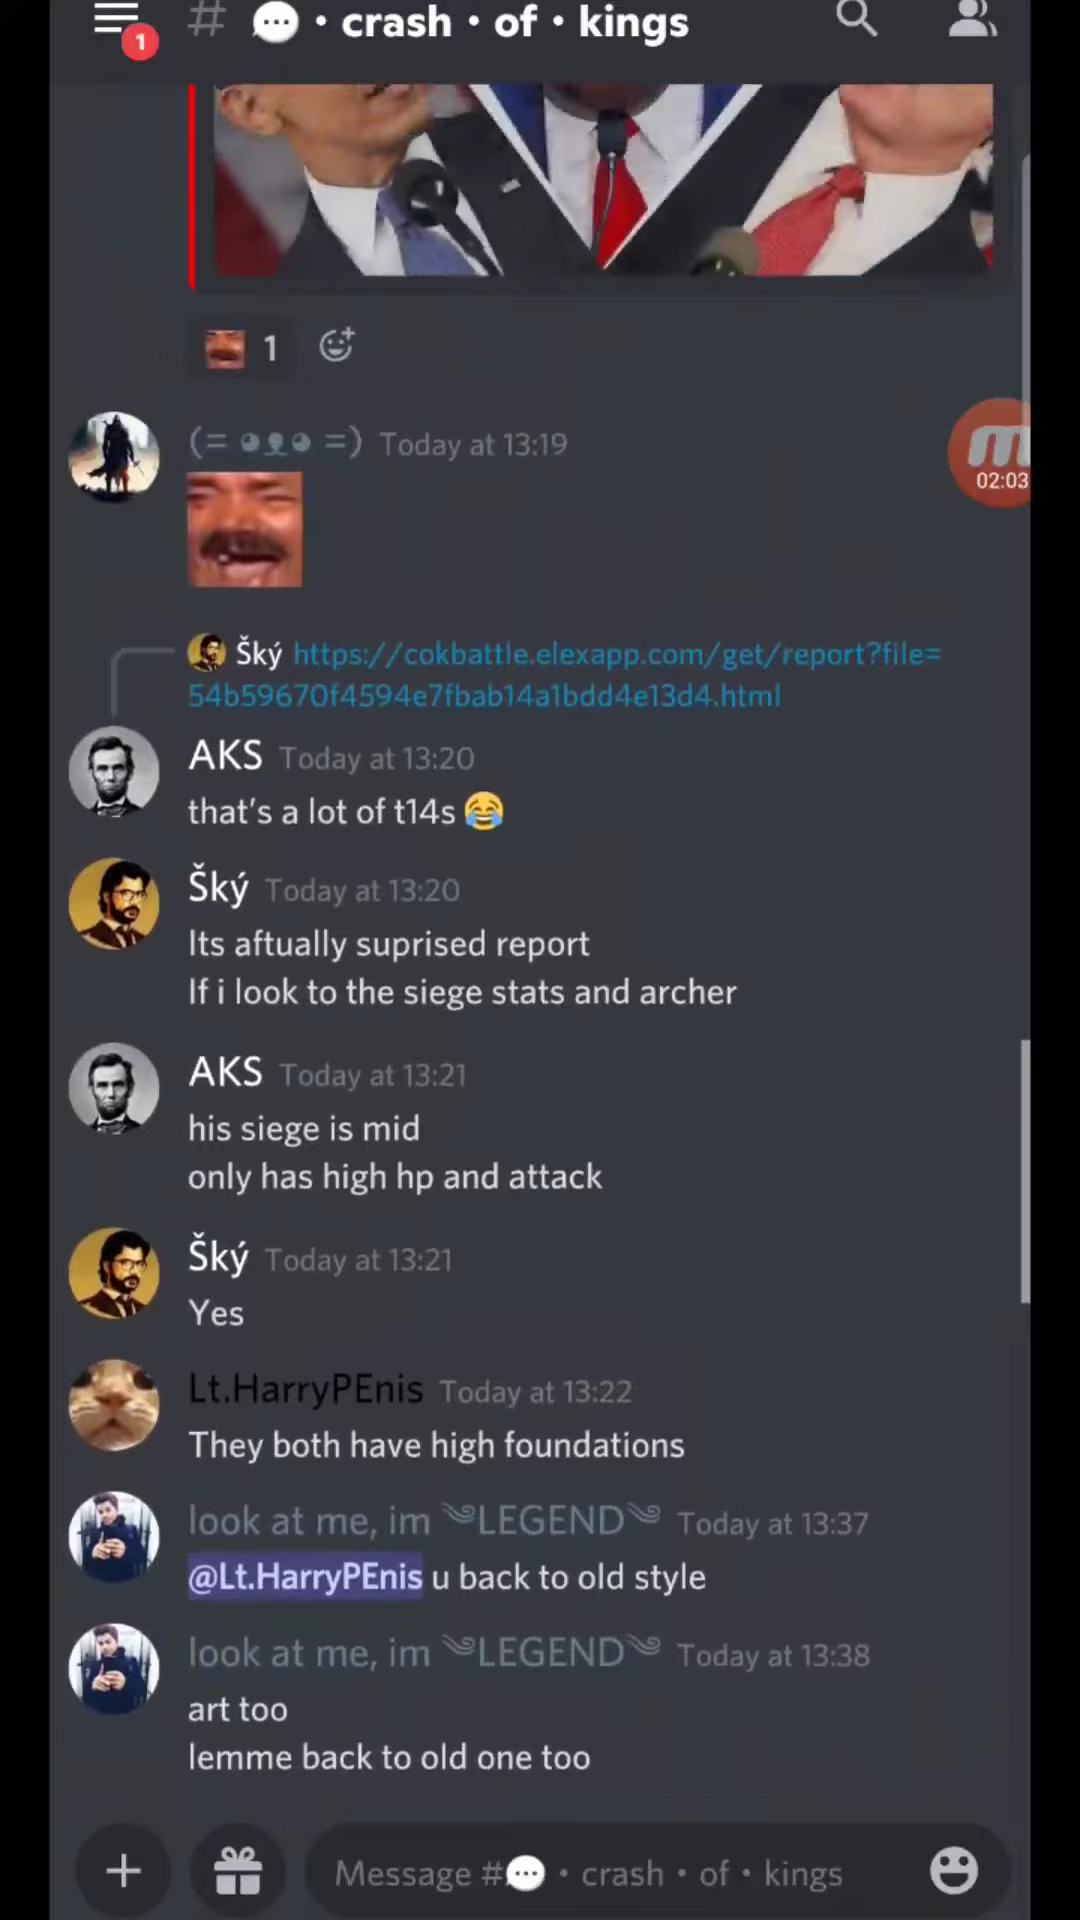 1
# 💬 • crash • of • kings
1
(= ◕ᴥ◕ =) Today at 13:19
02:03
Šký https://cokbattle.elexapp.com/get/report?file=
54b59670f4594e7fbab14a1bdd4e13d4.html
AKS Today at 13:20
that's a lot of t14s 😂
Šký Today at 13:20
Its aftually suprised report
If i look to the siege stats and archer
AKS Today at 13:21
his siege is mid
only has high hp and attack
Šký Today at 13:21
Yes
Lt.HarryPEnis Today at 13:22
They both have high foundations
look at me, im ༄LEGEND༄ Today at 13:37
@Lt.HarryPEnis u back to old style
look at me, im ༄LEGEND༄ Today at 13:38
art too
lemme back to old one too
Message #💬 • crash • of • kings